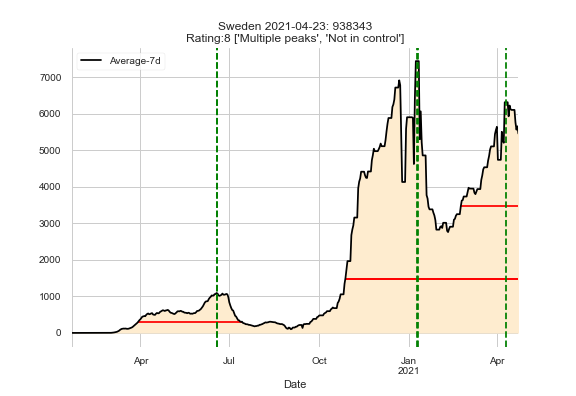 Sweden 2021-04-23: 938343
Rating:8 ['Multiple peaks', 'Not in control']
Average-7d
7000
6000
5000
4000
3000
2000
1000
0
Apr
Jul
Oct
Jan
2021
Apr
Date